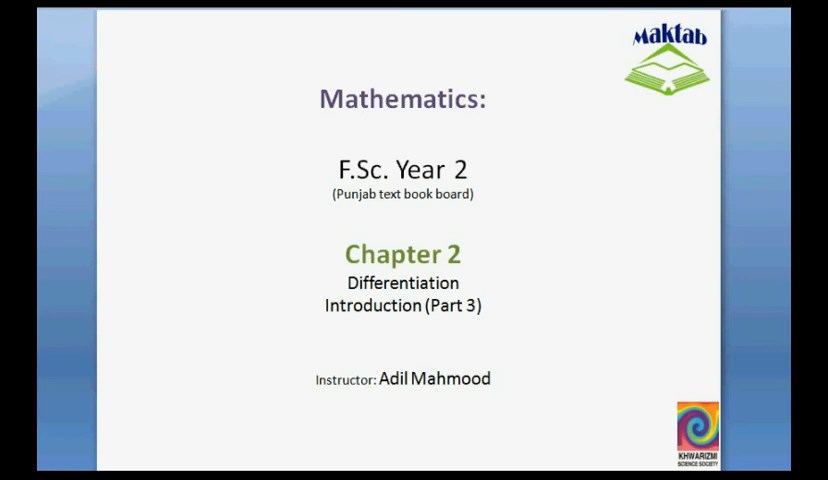 Maktab
Mathematics:
F.Sc. Year 2
(Punjab text book board)
Chapter 2
Differentiation
Introduction (Part 3)
Instructor: Adil Mahmood
KHWARIZMI
SCIENCE SOCIETY